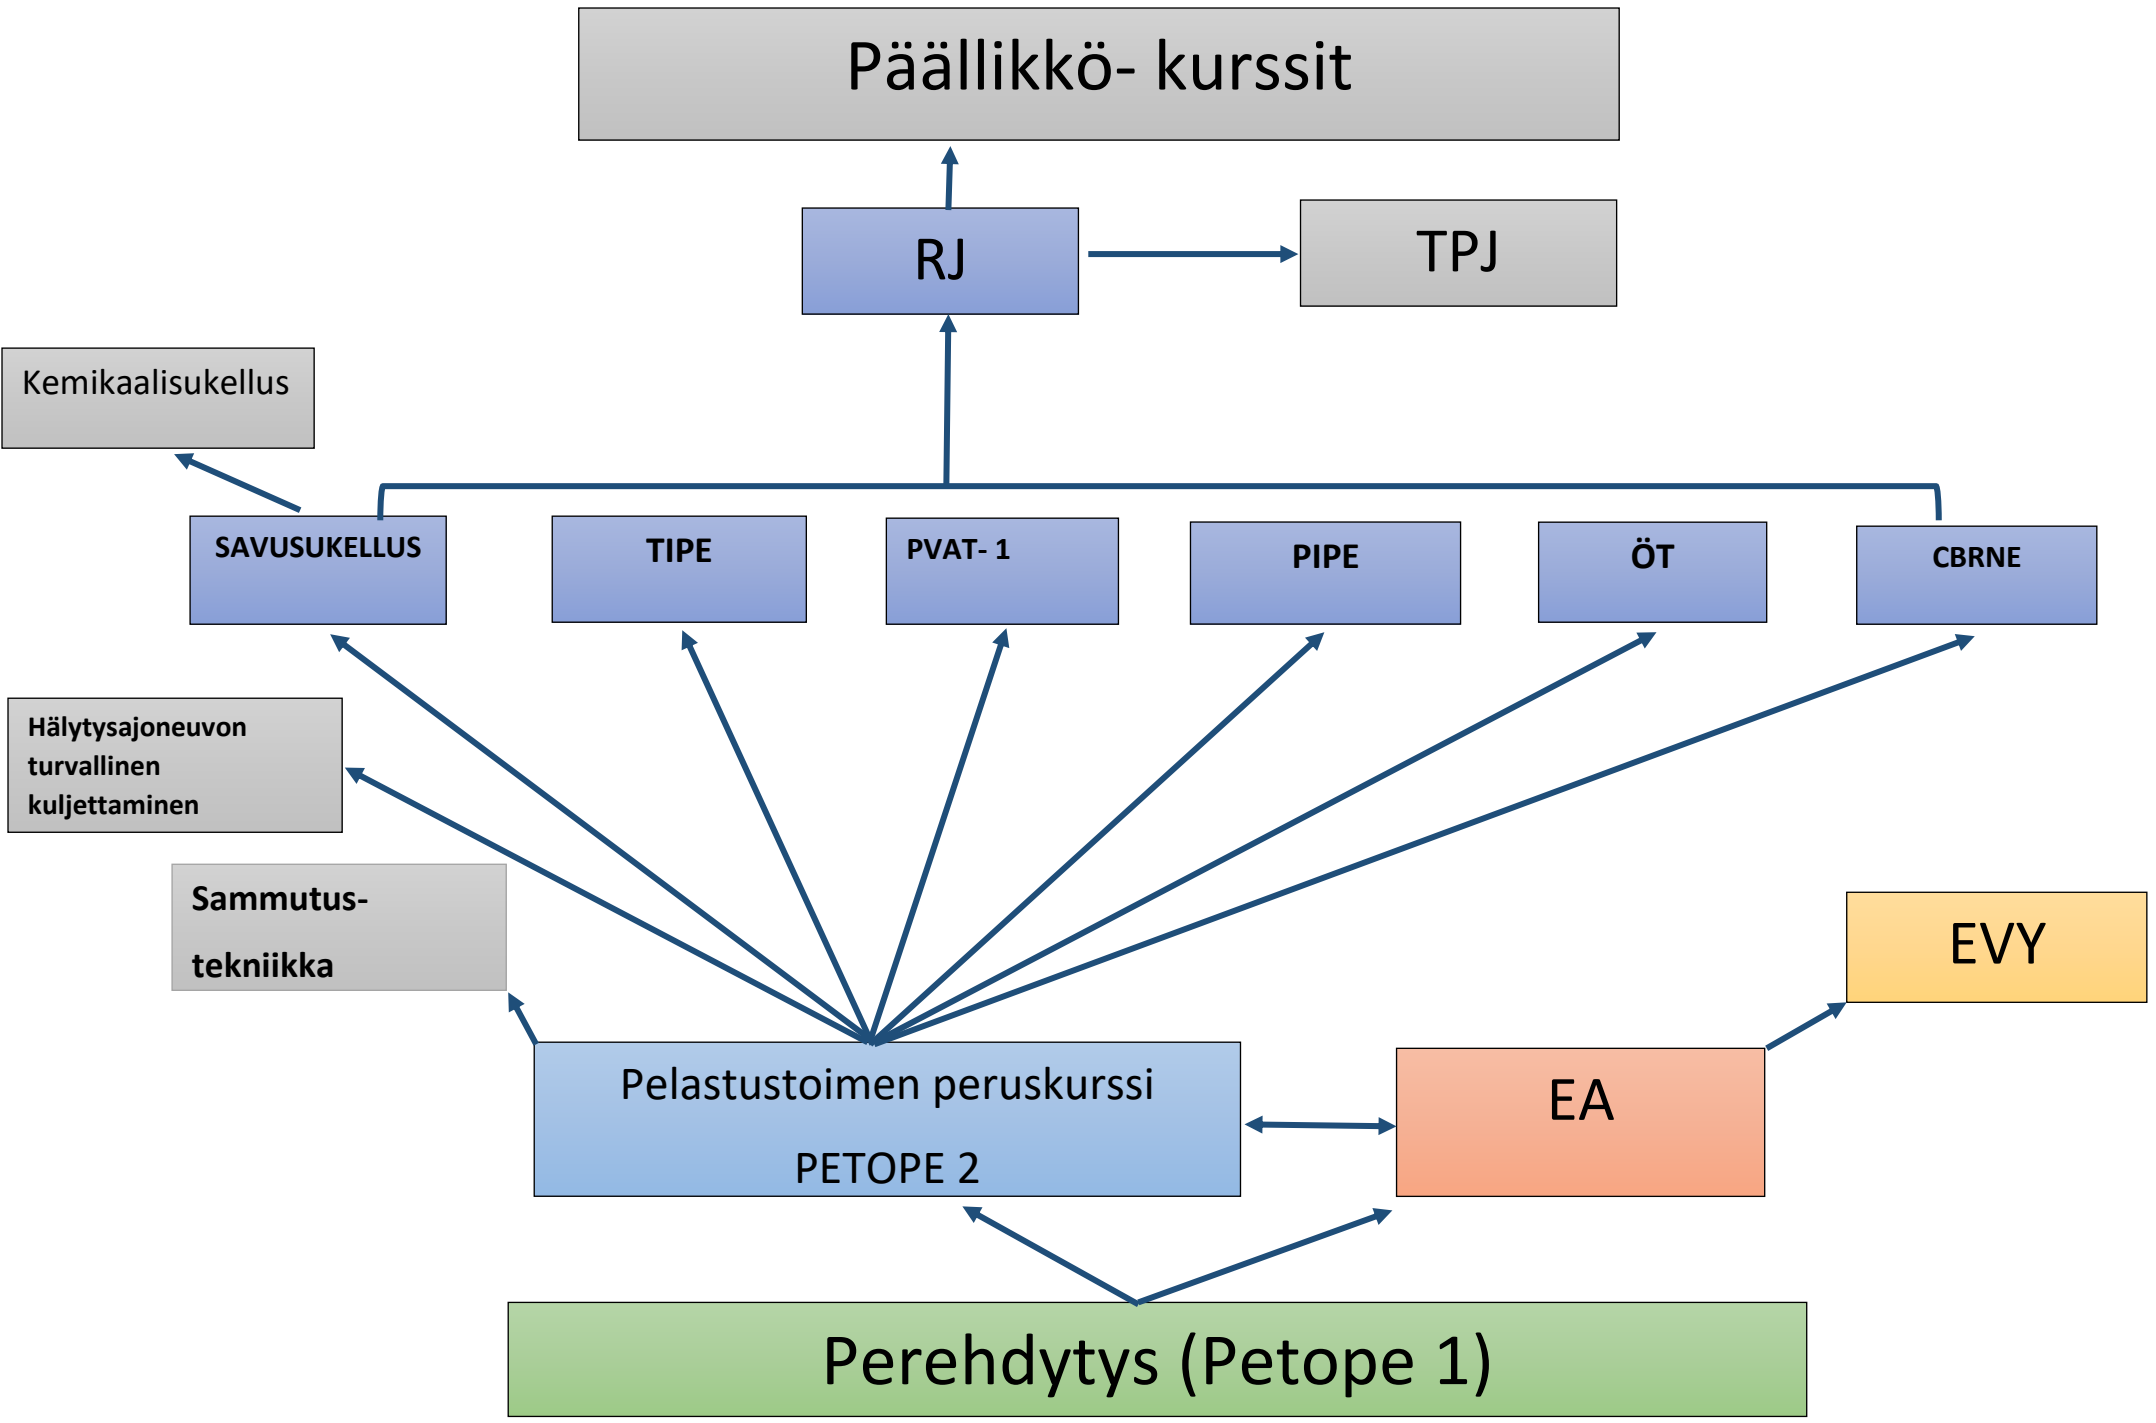 Päällikkö- kurssit
RJ
TPJ
Kemikaalisukellus
SAVUSUKELLUS
TIPE
PVAT- 1
PIPE
ÖT
CBRNE
Hälytysajoneuvon
turvallinen
kuljettaminen
Sammutus-
tekniikka
EVY
Pelastustoimen peruskurssi
PETOPE 2
EA
Perehdytys (Petope 1)